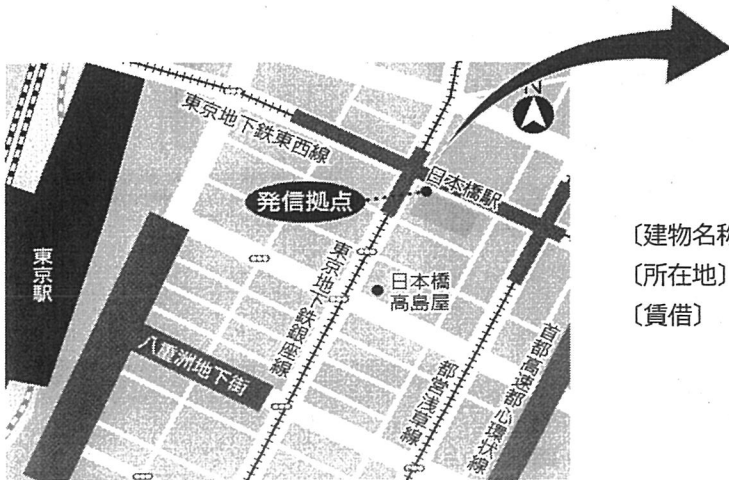 N
東京地下鉄東西線
日本橋駅
発信拠点
東京駅
東京地下鉄銀座線
日本橋
高島屋
八重洲地下街
都営浅草線
首都高速都心環状線
〔建物名称
〔所在地〕
〔賃借〕